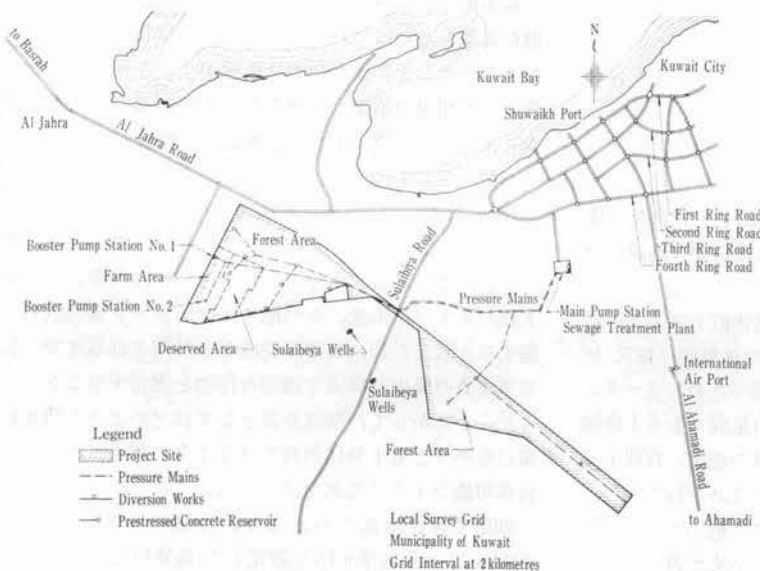 to Basrah
Al Jahra
Al Jahra Road
Kuwait Bay
N
Kuwait City
Shuwaikh Port
First Ring Road
Second Ring Road
Third Ring Road
Fourth Ring Road
Booster Pump Station No. 1
Forest Area
Farm Area
Sulaibiya Road
Booster Pump Station No. 2
Pressure Mains
Main Pump Station
Sewage Treatment Plant
Deserved Area
Sulaibeya Wells
International
Air Port
Sulaibeya
Wells
Al Ahamadi Road
Forest Area
Legend
Project Site
Pressure Mains
Diversion Works
Prestressed Concrete Reservoir
to Ahamadi
Local Survey Grid
Municipality of Kuwait
Grid Interval at 2 kilometres